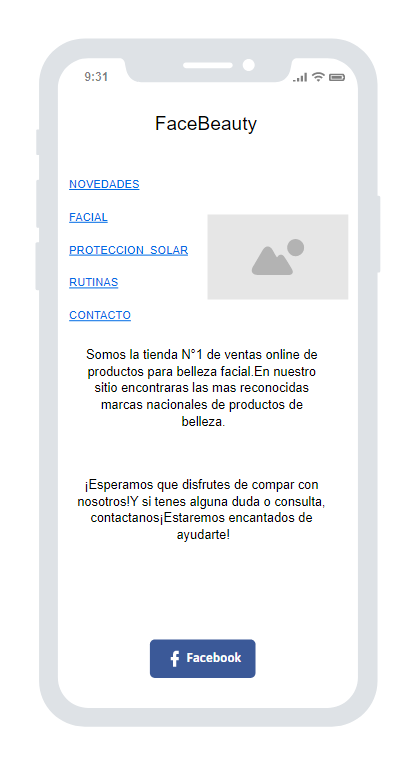 9:31
FaceBeauty
NOVEDADES
FACIAL
PROTECCION SOLAR
RUTINAS
CONTACTO
Somos la tienda N°1 de ventas online de
productos para belleza facial.En nuestro
sitio encontraras las mas reconocidas
marcas nacionales de productos de
belleza.
¡Esperamos que disfrutes de compar con
nosotros!Y si tenes alguna duda o consulta,
contactanos¡Estaremos encantados de
ayudarte!
Facebook